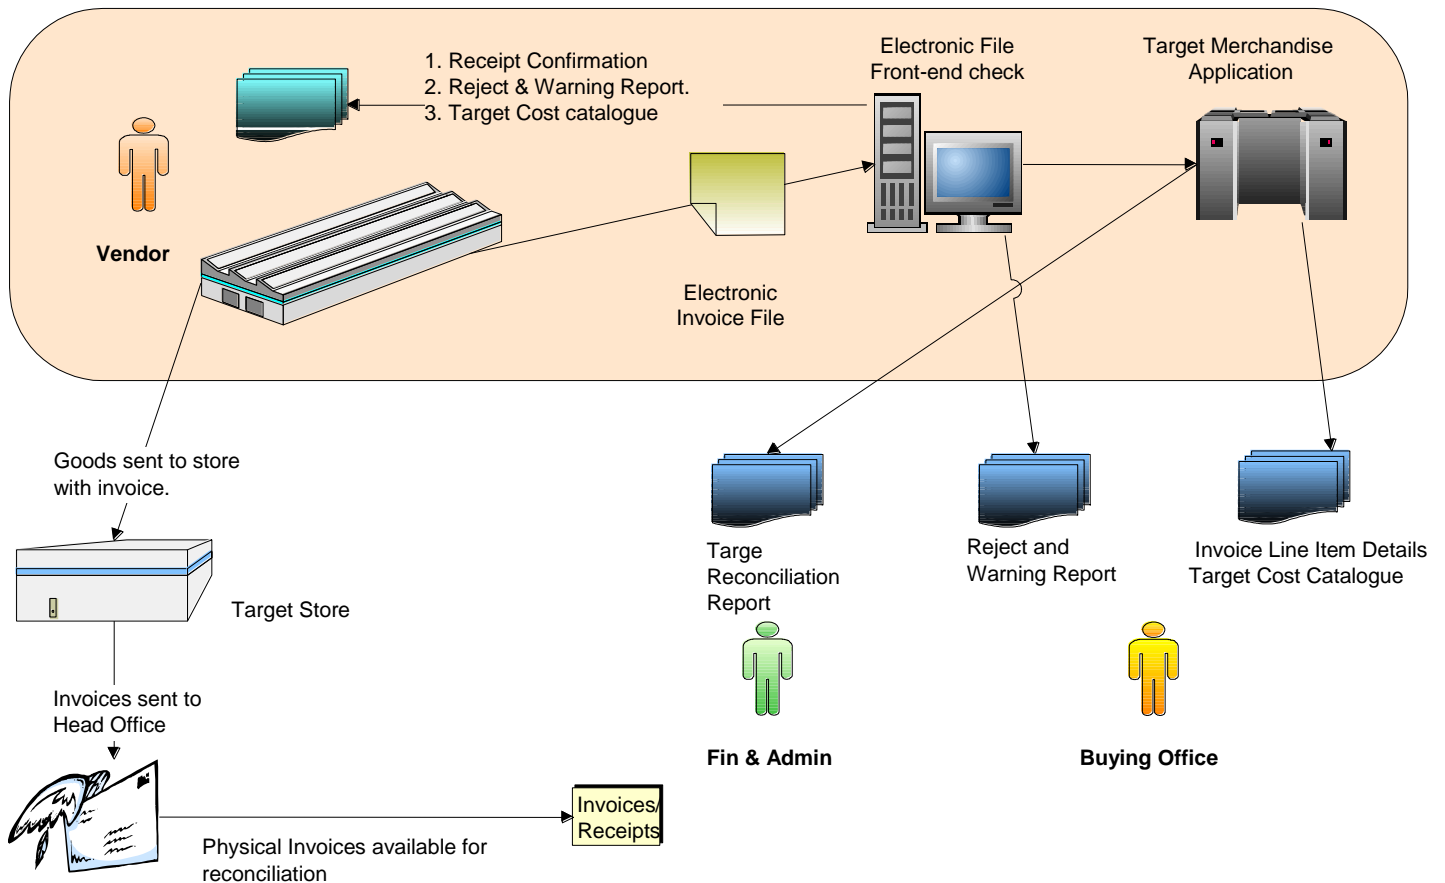 1. Receipt Confirmation
2. Reject & Warning Report.
3. Target Cost catalogue
Electronic File
Front-end check
Target Merchandise
Application
Vendor
Electronic
Invoice File
Goods sent to store
with invoice.
Targe
Reconciliation
Report
Reject and
Warning Report
Invoice Line Item Details
Target Cost Catalogue
Target Store
Invoices sent to
Head Office
Fin & Admin
Buying Office
Invoices/
Receipts
Physical Invoices available for
reconciliation